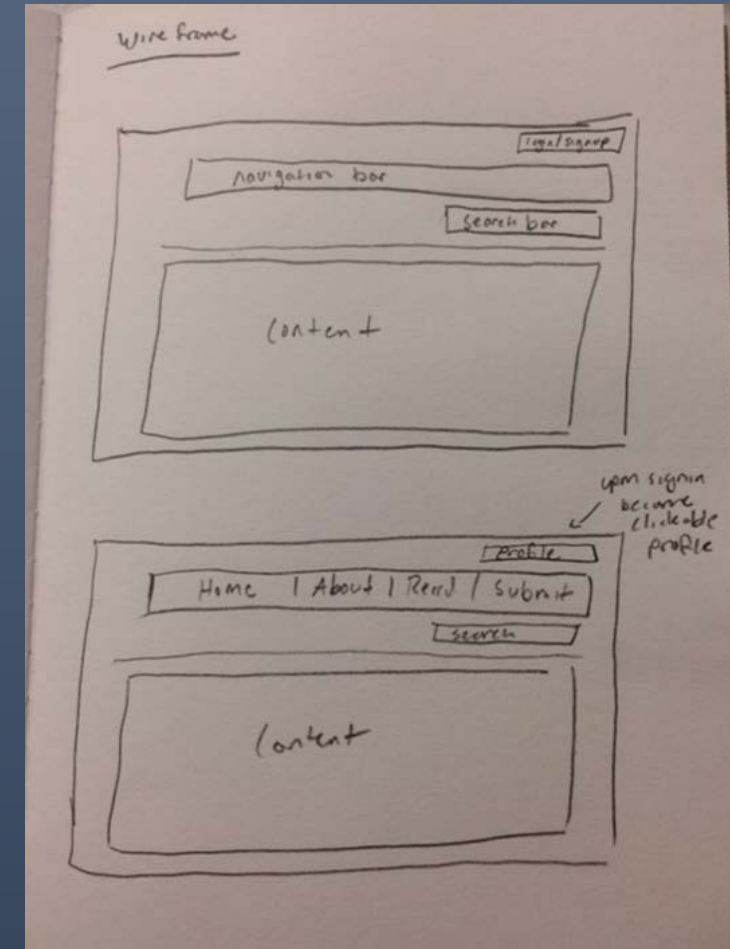 Wire frame
login/signup
navigation bar
search bar
Content
upon signin
become
clickable
profile
Profile
Home | About | Read | Submit
search
Content